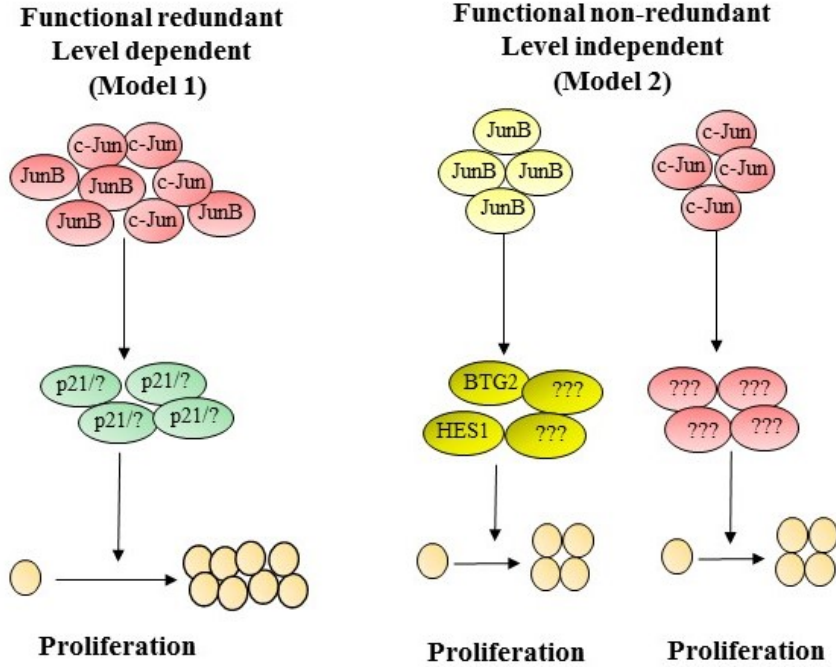 Functional redundant
Level dependent
(Model 1)
c-Jun c-Jun
JunB JunB c-Jun
JunB c-Jun JunB
p21/? p21/?
p21/? p21/?
Proliferation
Functional non-redundant
Level independent
(Model 2)
JunB
JunB JunB
JunB
BTG2 ???
HES1 ???
Proliferation
c-Jun
c-Jun c-Jun
c-Jun
??? ???
??? ???
Proliferation